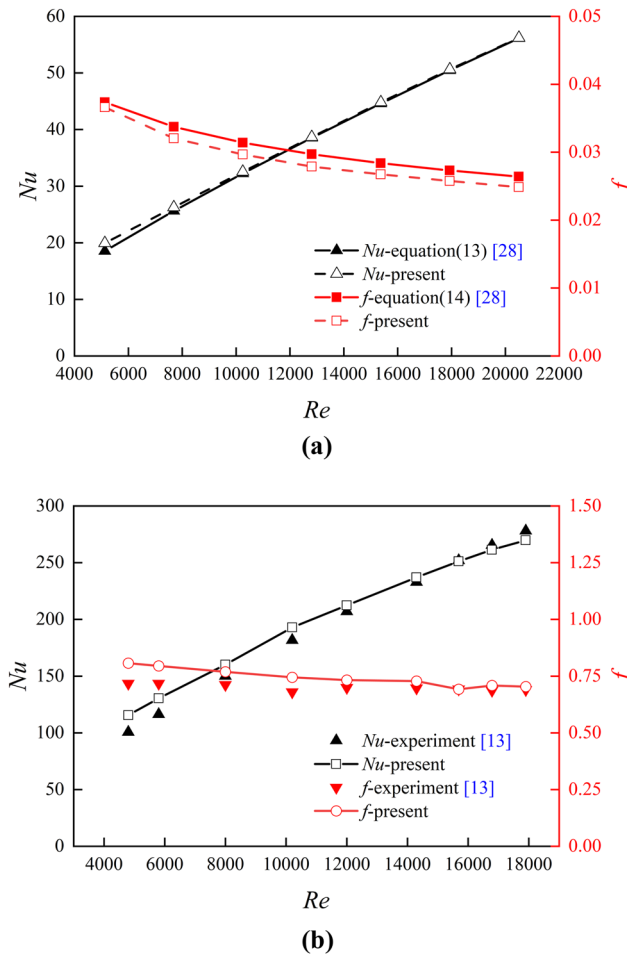 60
50
40
30
20
10
0
Nu
0.05
0.04
0.03
0.02
0.01
0.00
f
Nu-equation(13) [28]
Nu-present
f-equation(14) [28]
f-present
4000 6000 8000 10000 12000 14000 16000 18000 20000 22000
Re
(a)
300
250
200
150
100
50
0
Nu
1.50
1.25
1.00
0.75
0.50
0.25
0.00
f
Nu-experiment [13]
Nu-present
f-experiment [13]
f-present
4000 6000 8000 10000 12000 14000 16000 18000
Re
(b)